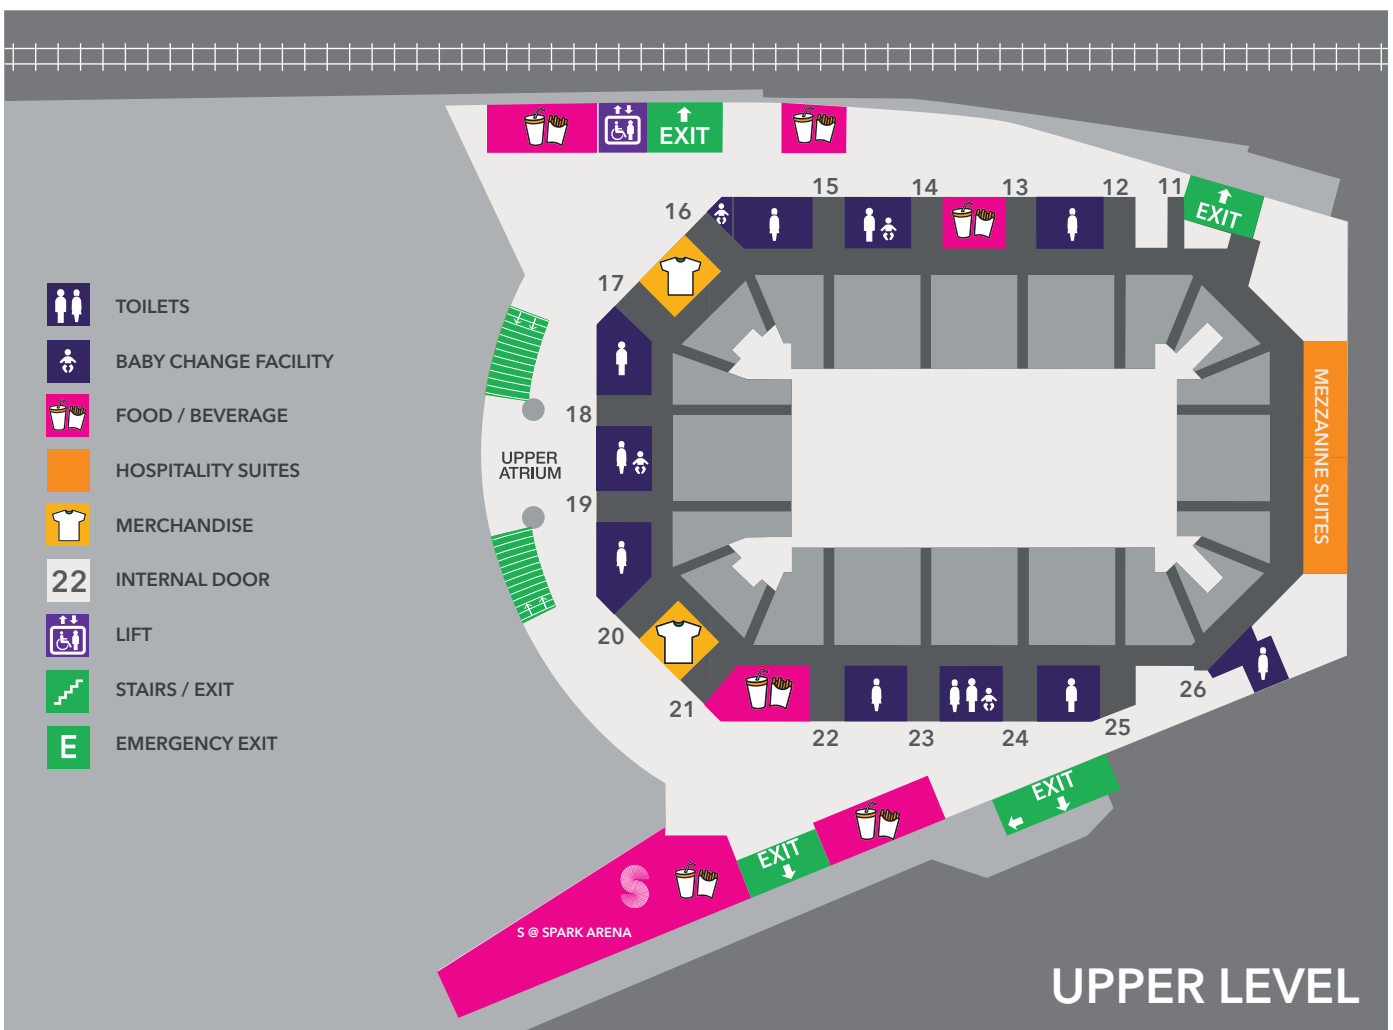 EXIT
15
14
13
12
11
16
EXIT
17
TOILETS
BABY CHANGE FACILITY
FOOD / BEVERAGE
HOSPITALITY SUITES
MERCHANDISE
22 INTERNAL DOOR
LIFT
STAIRS / EXIT
E EMERGENCY EXIT
18
UPPER
ATRIUM
19
MEZZANINE SUITES
20
21
22
23
24
25
26
EXIT
EXIT
S
S @ SPARK ARENA
UPPER LEVEL